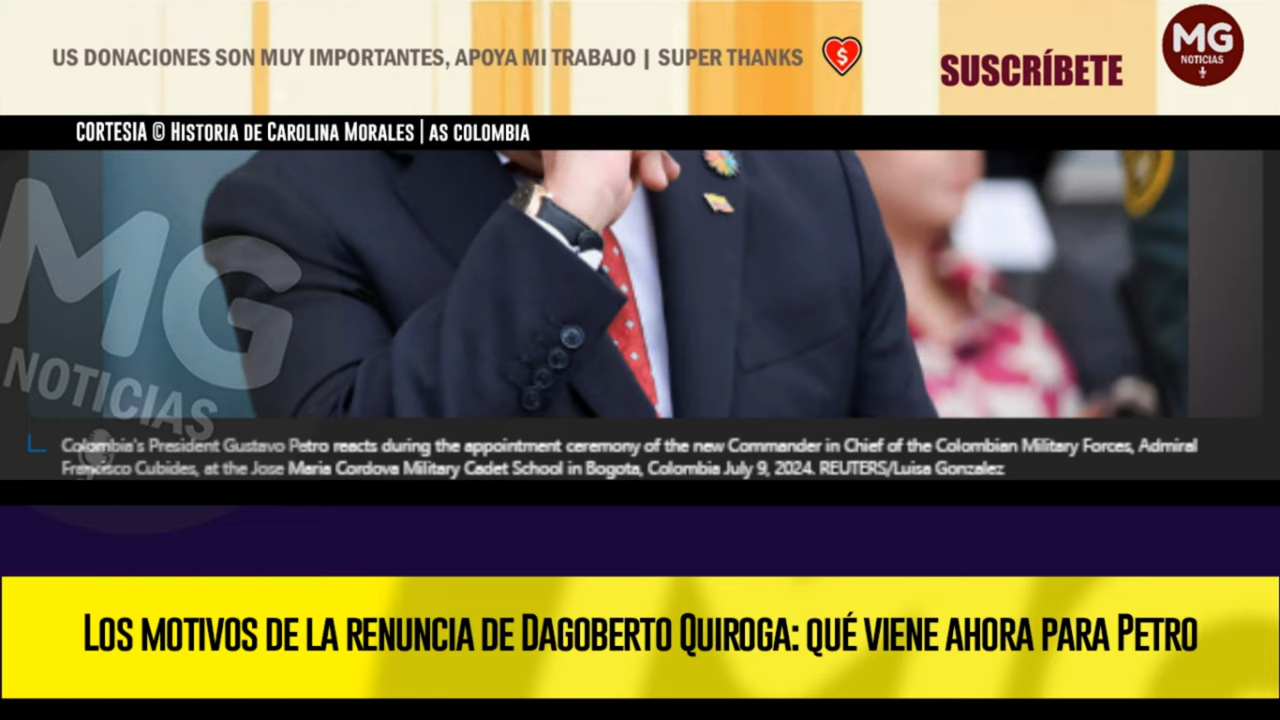 US DONACIONES SON MUY IMPORTANTES, APOYA MI TRABAJO | SUPER THANKS
$
SUSCRÍBETE
MG
NOTICIAS
CORTESIA © HISTORIA DE CAROLINA MORALES | AS COLOMBIA
MG
NOTICIAS
Colombia's President Gustavo Petro reacts during the appointment ceremony of the new Commander in Chief of the Colombian Military Forces, Admiral
Francisco Cubides, at the Jose Maria Cordova Military Cadet School in Bogota, Colombia July 9, 2024. REUTERS/Luisa Gonzalez
LOS MOTIVOS DE LA RENUNCIA DE DAGOBERTO QUIROGA: QUÉ VIENE AHORA PARA PETRO